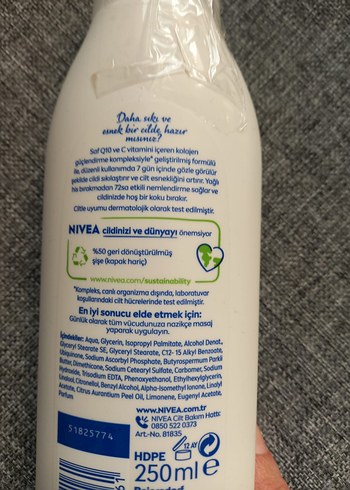 Daha sıkı ve
esnek bir cilde hazır
mısınız?
Saf Q10 ve C vitamini içeren kolajen
güçlendirme kompleksiyle* geliştirilmiş formülü
ile, düzenli kullanımda 7 gün içinde gözle görülür
şekilde cildi sıkılaştırır ve cilt esnekliğini artırır. Yağlı
his bırakmadan 72sa etkili nemlendirme sağlar ve
cildinizde hoş bir koku bırakır.
Ciltle uyumu dermatolojik olarak test edilmiştir.
NIVEA cildinizi ve dünyayı önemsiyor
%50 geri dönüştürülmüş
şişe (kapak hariç)
www.nivea.com/sustainability
*Kompleks, canlı organizma dışında, laboratuvar
koşullarındaki cilt hücrelerinde test edilmiştir.
En iyi sonucu elde etmek için:
Günlük olarak tüm vücudunuza nazikçe masaj
yaparak uygulayın.
İçindekiler: Aqua, Glycerin, Isopropyl Palmitate, Alcohol Denat.,
Glyceryl Stearate SE, Glyceryl Stearate, C12- 15 Alkyl Benzoate,
Ubiquinone, Sodium Ascorbyl Phosphate, Butyrospermum Parkii
Butter, Dimethicone, Sodium Cetearyl Sulfate, Carbomer, Sodium
Hydroxide, Trisodium EDTA, Phenoxyethanol, Ethylhexylglycerin,
Linalool, Citronellol, Benzyl Alcohol, Alpha-Isomethyl Ionone,
Citrus Aurantium Peel Oil, Limonene, Eugenyl Acetate,
Parfum
51825774
www.NIVEA.com.tr
NIVEA Cilt Bakım Hattı:
0850 522 0373
Art.-No. 81835
12 AY
HDPE
250 ml e